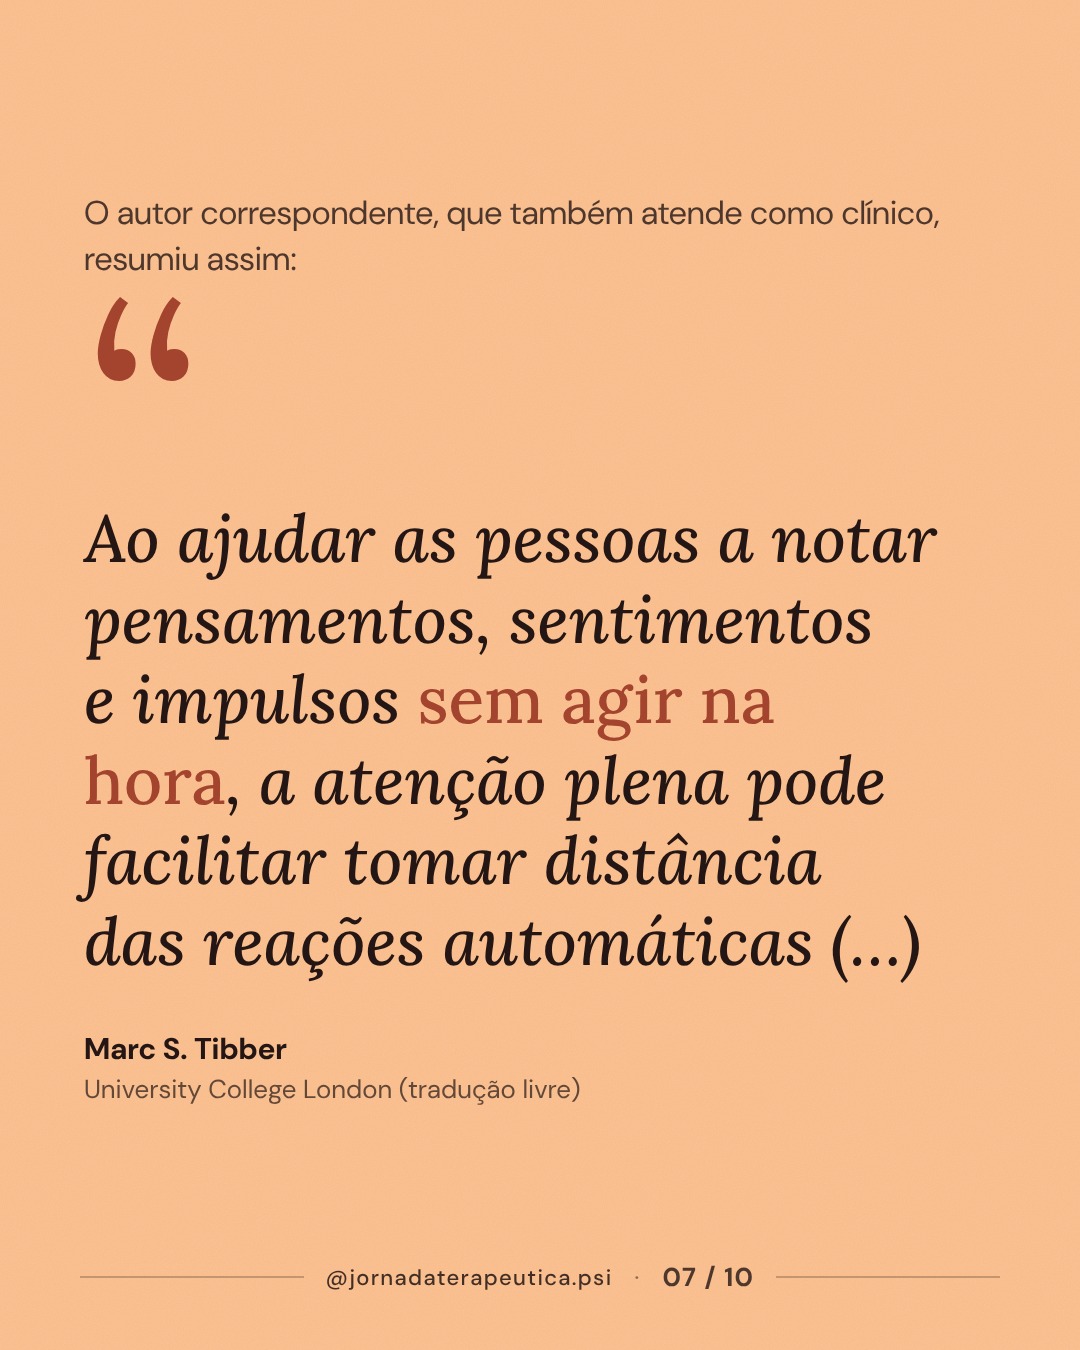 O autor correspondente, que também atende como clínico,
resumiu assim:
“
Ao ajudar as pessoas a notar
pensamentos, sentimentos
e impulsos sem agir na
hora, a atenção plena pode
facilitar tomar distância
das reações automáticas (...)
Marc S. Tibber
University College London (tradução livre)
@jornadaterapeutica.psi · 07 / 10